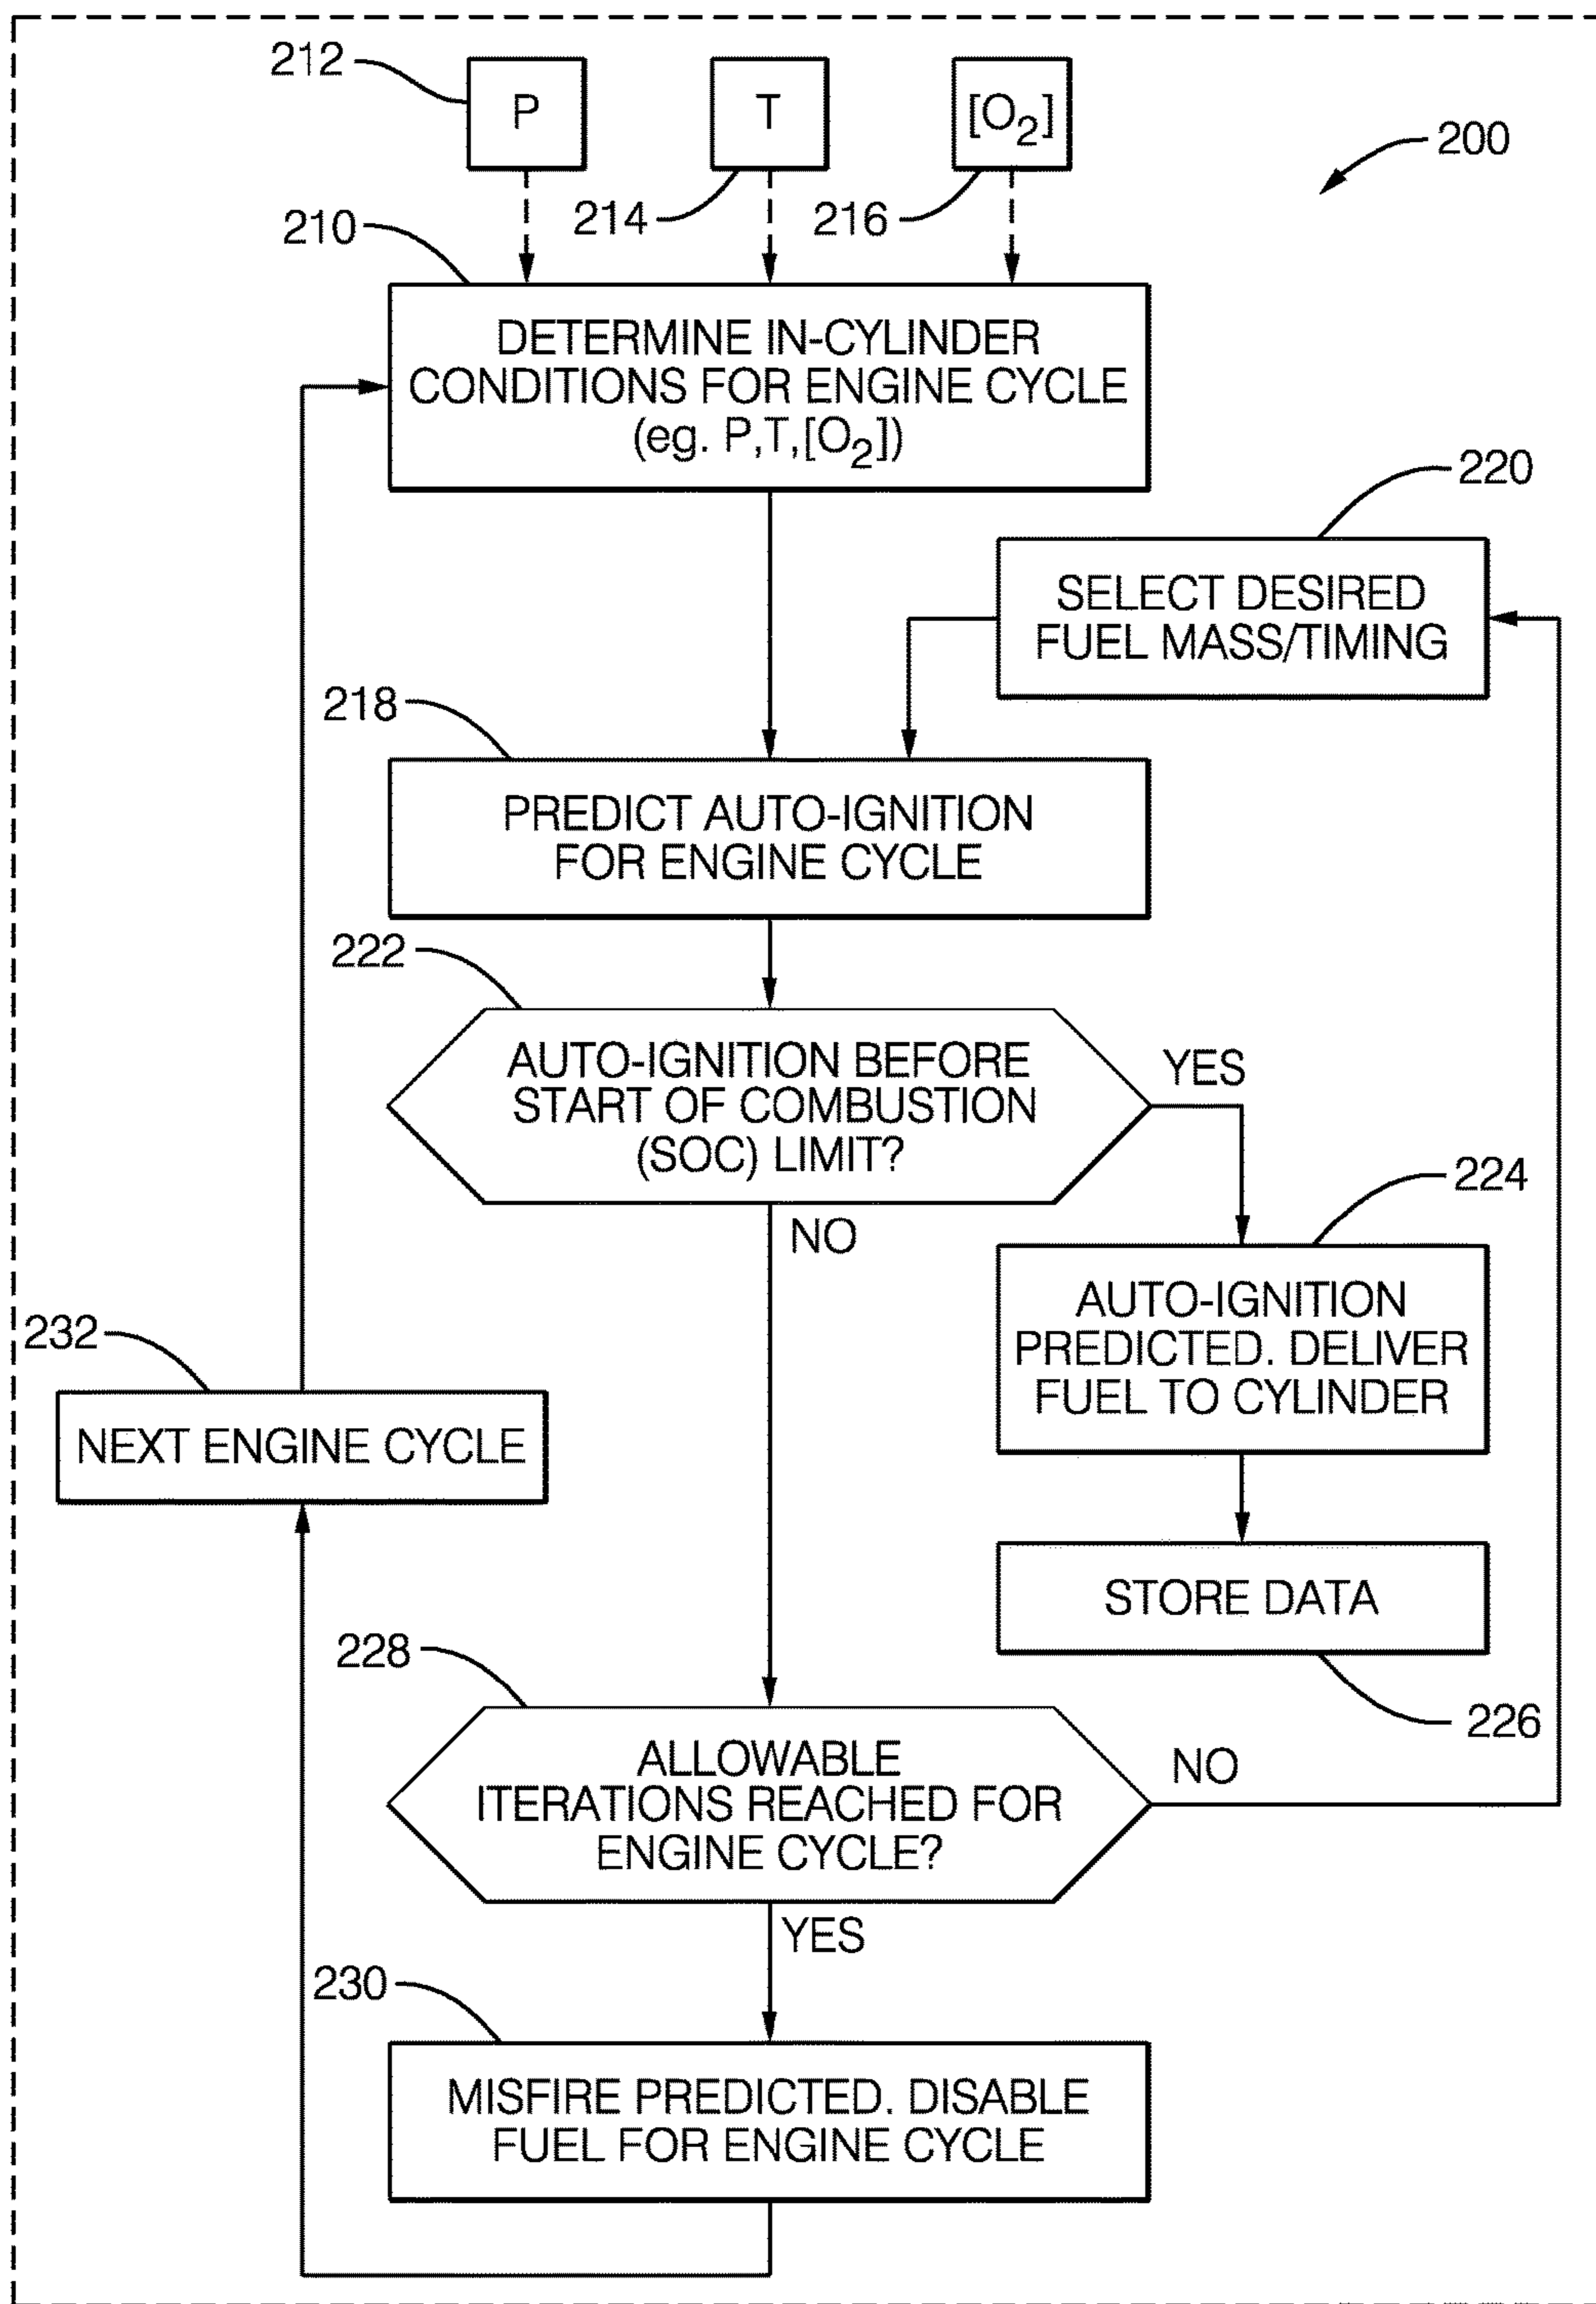 212
P
T
[O2]
200
214
216
210
DETERMINE IN-CYLINDER
CONDITIONS FOR ENGINE CYCLE
(eg. P,T,[O2])
220
SELECT DESIRED
FUEL MASS/TIMING
218
PREDICT AUTO-IGNITION
FOR ENGINE CYCLE
222
AUTO-IGNITION BEFORE
START OF COMBUSTION
(SOC) LIMIT?
YES
NO
224
AUTO-IGNITION
PREDICTED. DELIVER
FUEL TO CYLINDER
232
NEXT ENGINE CYCLE
STORE DATA
226
228
ALLOWABLE
ITERATIONS REACHED FOR
ENGINE CYCLE?
NO
YES
230
MISFIRE PREDICTED. DISABLE
FUEL FOR ENGINE CYCLE